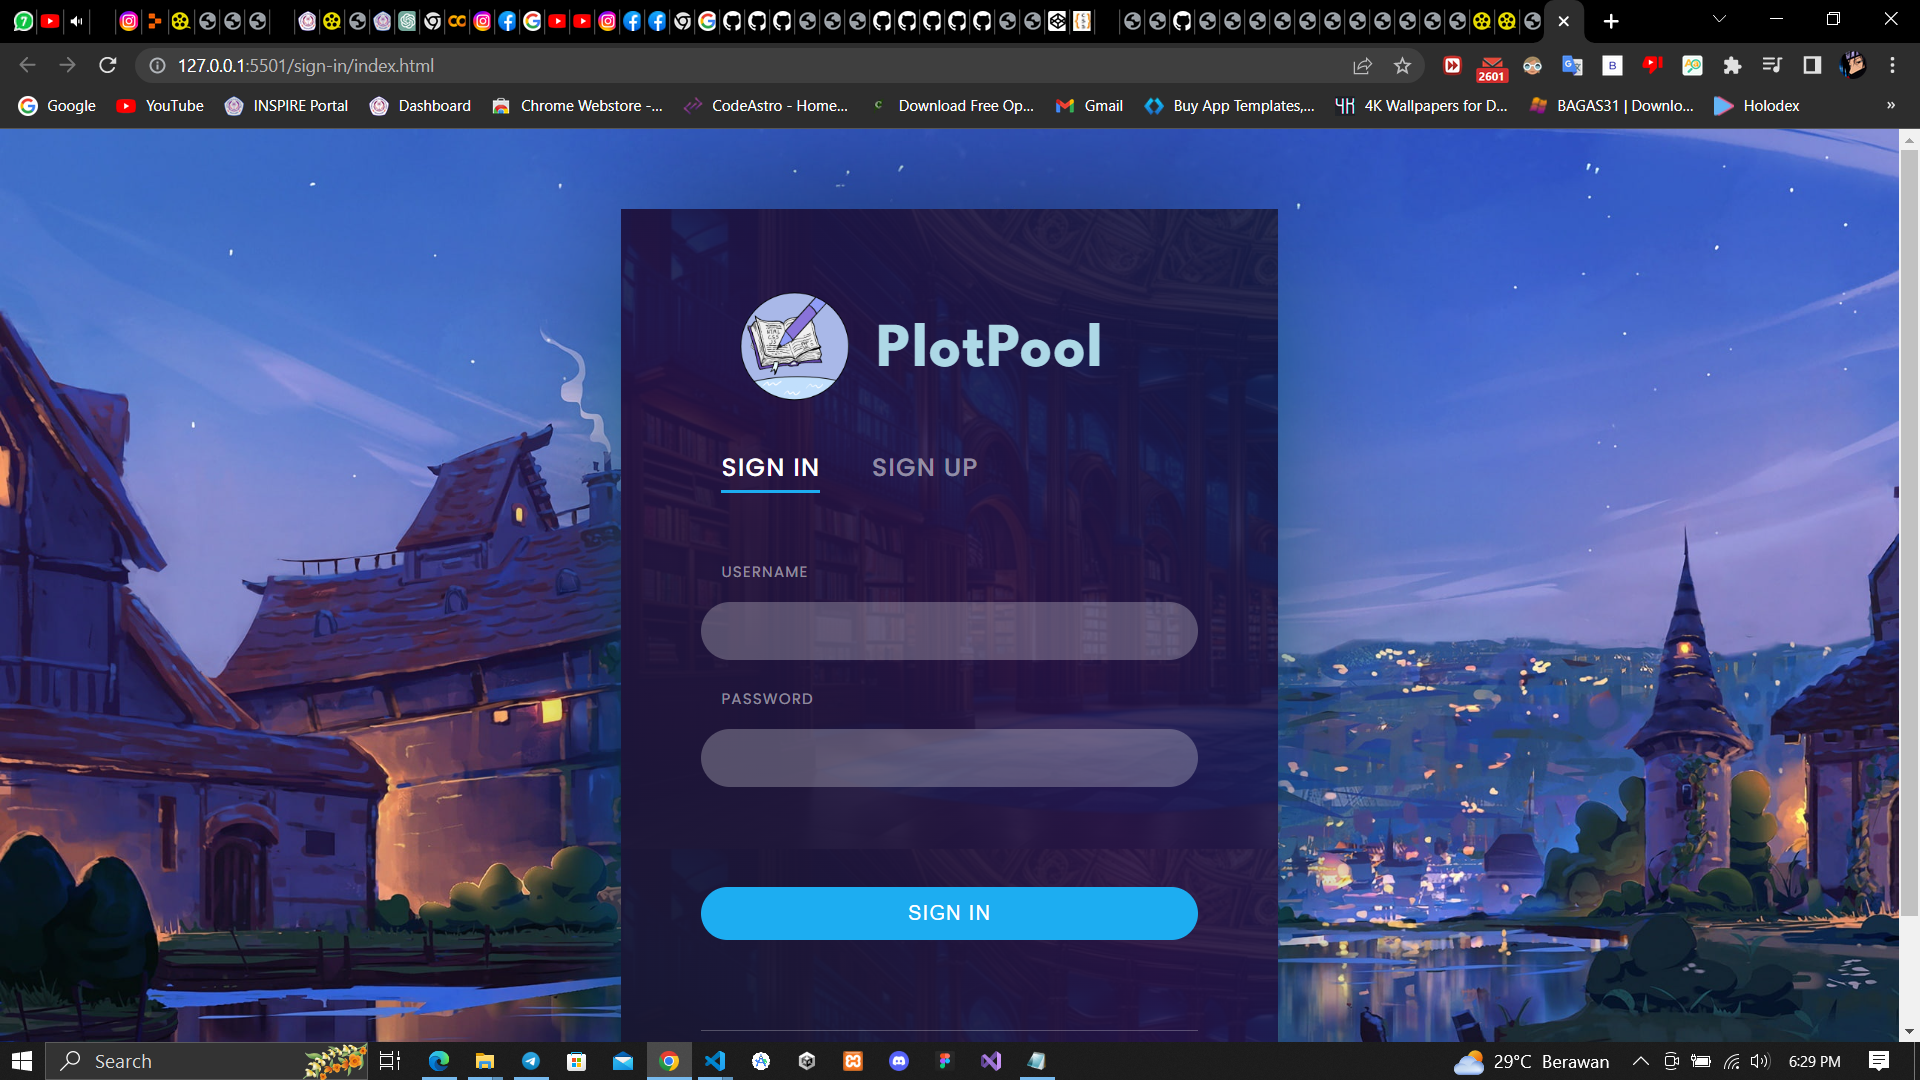 127.0.0.1:5501/sign-in/index.html
2601
Google
YouTube
INSPIRE Portal
Dashboard
Chrome Webstore -...
CodeAstro - Home...
Download Free Op...
Gmail
Buy App Templates,...
4K Wallpapers for D...
BAGAS31 | Downlo...
Holodex
»
PlotPool
SIGN IN
SIGN UP
USERNAME
PASSWORD
SIGN IN
Search
29°C Berawan
6:29 PM